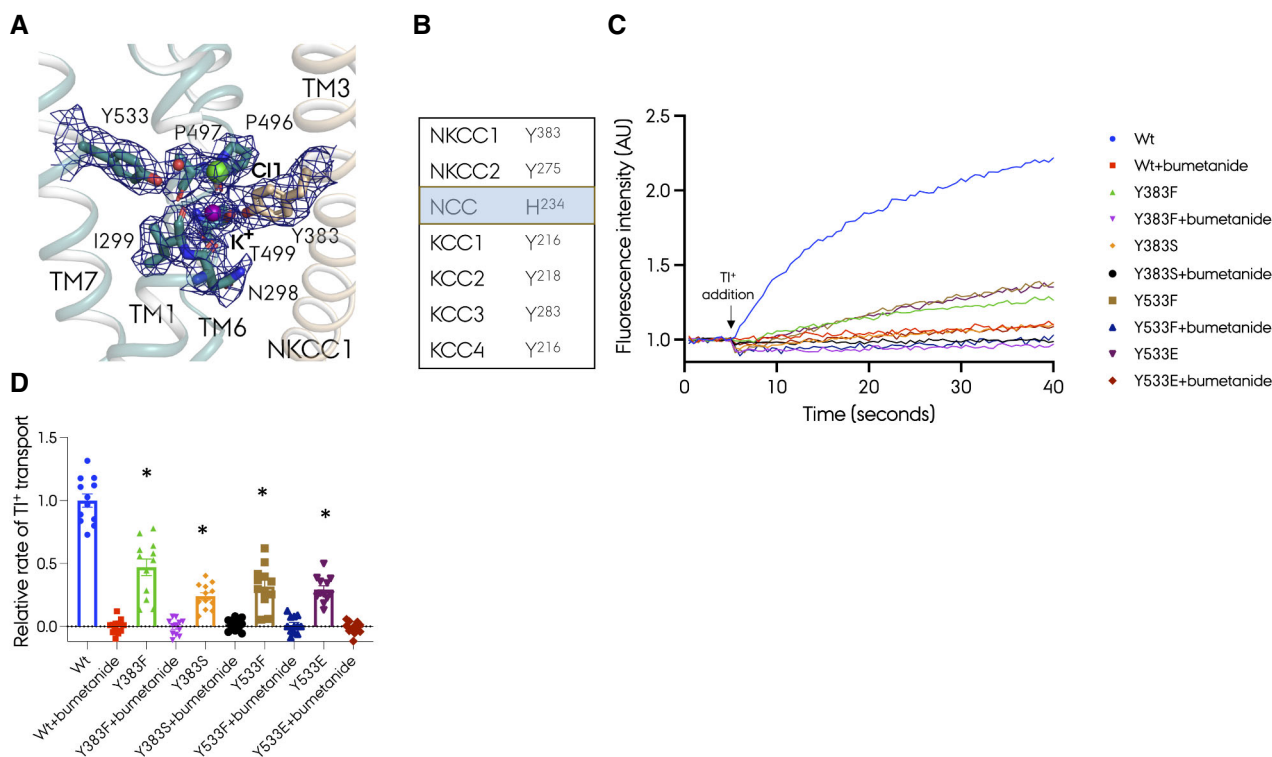 A
TM3
Y533
P497
P496
Cl1
I299
K+
T499
Y383
N298
TM7
TM1
TM6
NKCC1
B
NKCC1 Y383
NKCC2 Y275
NCC H234
KCC1 Y216
KCC2 Y218
KCC3 Y283
KCC4 Y216
C
Fluorescence intensity (AU)
2.5
2.0
1.5
1.0
Tl+
addition
0 10 20 30 40
Time (seconds)
Wt
Wt+bumetanide
Y383F
Y383F+bumetanide
Y383S
Y383S+bumetanide
Y533F
Y533F+bumetanide
Y533E
Y533E+bumetanide
D
Relative rate of Tl+ transport
1.5
1.0
0.5
0.0
* * * *
Wt
Wt+bumetanide
Y383F
Y383F+bumetanide
Y383S
Y383S+bumetanide
Y533F
Y533F+bumetanide
Y533E
Y533E+bumetanide